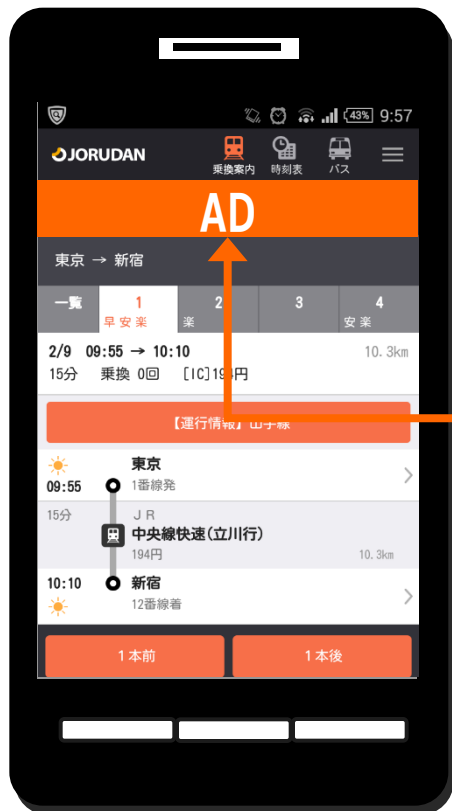 43% 9:57
JORUDAN
乗換案内 時刻表 バス
AD
東京 → 新宿
一覧 1 2 3 4
早安楽 楽 安楽
2/9 09:55 → 10:10 10.3km
15分 乗換 0回 [IC]194円
【運行情報】山手線
東京
09:55 1番線発
15分 JR
中央線快速(立川行)
194円 10.3km
10:10 新宿
12番線着
1本前 1本後